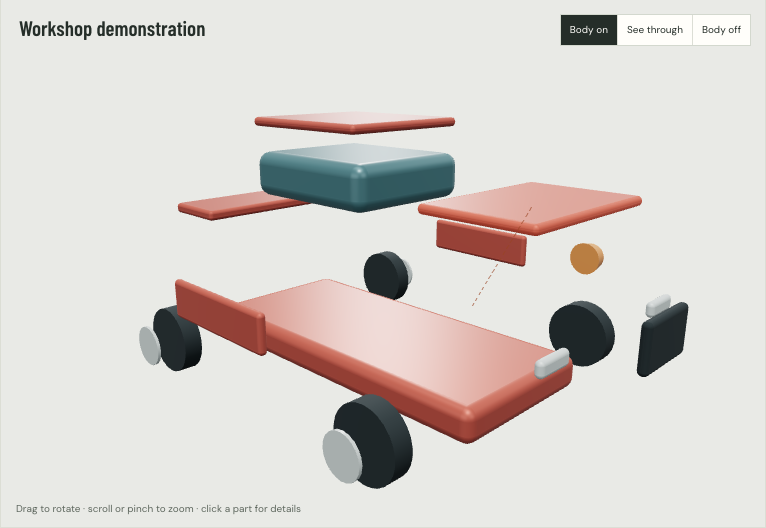 Workshop demonstration
Body on See through Body off
Drag to rotate · scroll or pinch to zoom · click a part for details